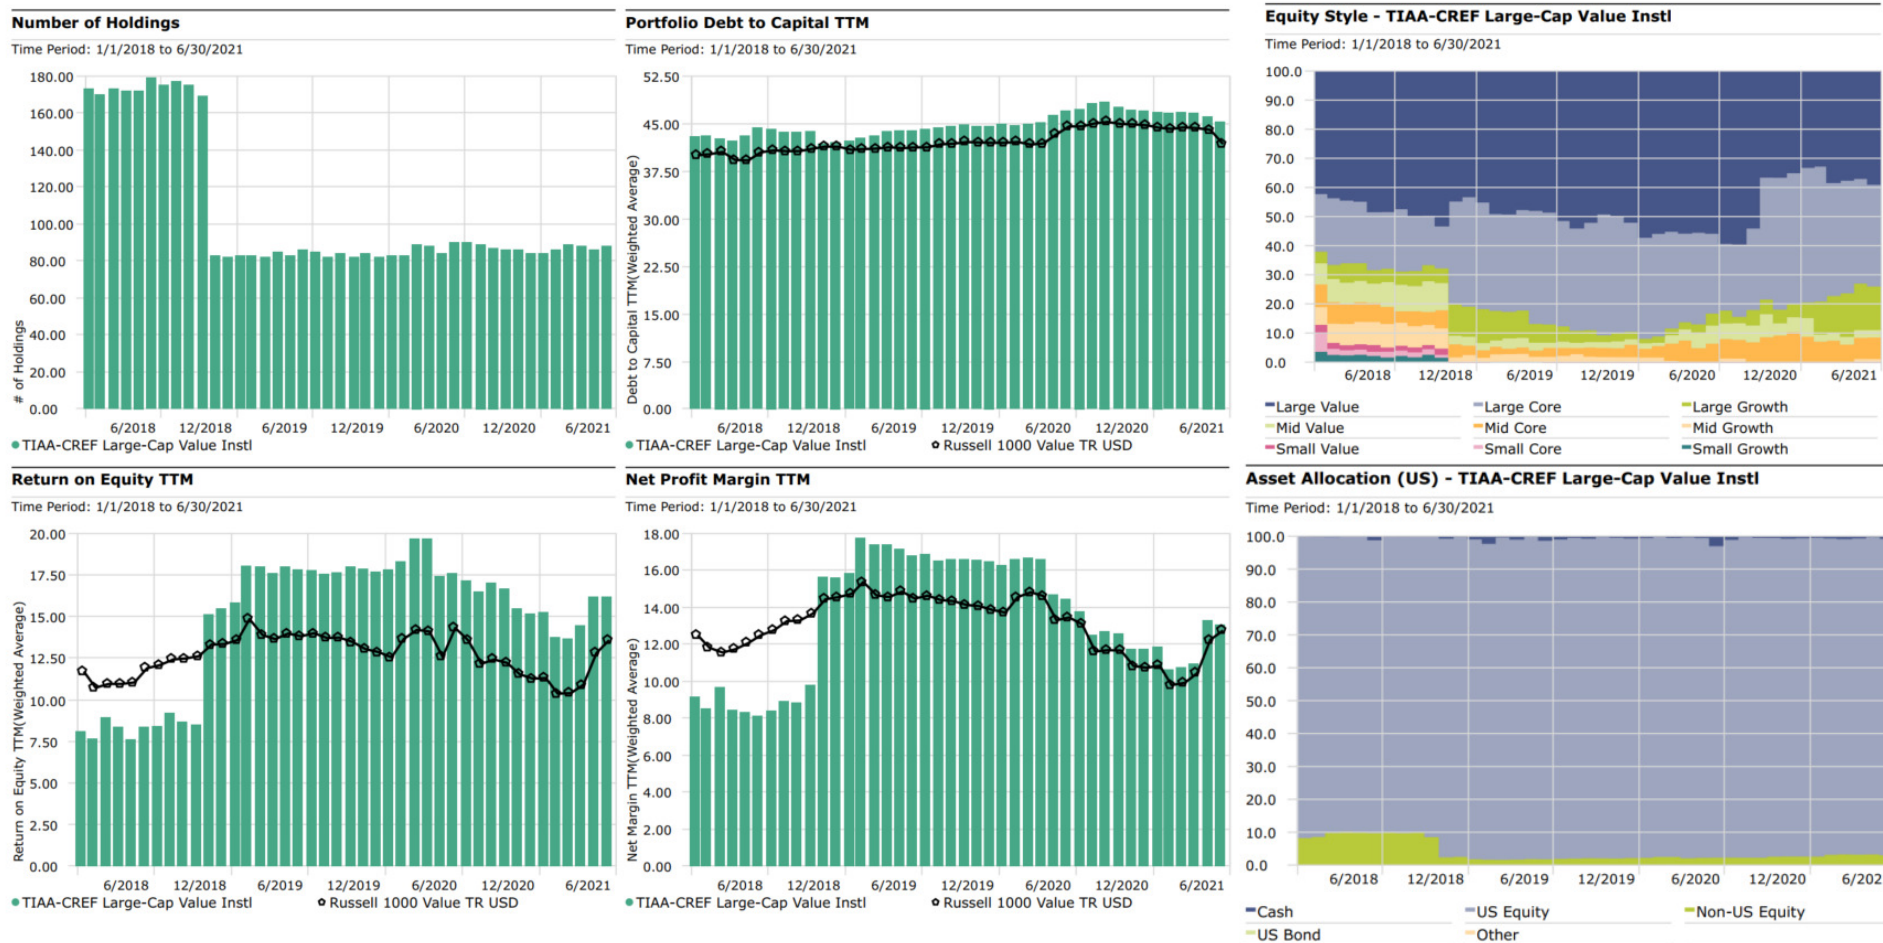 Number of Holdings
Time Period: 1/1/2018 to 6/30/2021
180.00
160.00
140.00
120.00
100.00
80.00
60.00
40.00
20.00
0.00
# of Holdings
6/2018 12/2018 6/2019 12/2019 6/2020 12/2020 6/2021
TIAA-CREF Large-Cap Value Instl
Portfolio Debt to Capital TTM
Time Period: 1/1/2018 to 6/30/2021
52.50
45.00
37.50
30.00
22.50
15.00
7.50
0.00
Debt to Capital TTM(Weighted Average)
6/2018 12/2018 6/2019 12/2019 6/2020 12/2020 6/2021
TIAA-CREF Large-Cap Value Instl Russell 1000 Value TR USD
Equity Style - TIAA-CREF Large-Cap Value Instl
Time Period: 1/1/2018 to 6/30/2021
100.0
90.0
80.0
70.0
60.0
50.0
40.0
30.0
20.0
10.0
0.0
6/2018 12/2018 6/2019 12/2019 6/2020 12/2020 6/2021
Large Value Large Core Large Growth
Mid Value Mid Core Mid Growth
Small Value Small Core Small Growth
Return on Equity TTM
Time Period: 1/1/2018 to 6/30/2021
20.00
17.50
15.00
12.50
10.00
7.50
5.00
2.50
0.00
Return on Equity TTM(Weighted Average)
6/2018 12/2018 6/2019 12/2019 6/2020 12/2020 6/2021
TIAA-CREF Large-Cap Value Instl Russell 1000 Value TR USD
Net Profit Margin TTM
Time Period: 1/1/2018 to 6/30/2021
18.00
16.00
14.00
12.00
10.00
8.00
6.00
4.00
2.00
0.00
Net Margin TTM(Weighted Average)
6/2018 12/2018 6/2019 12/2019 6/2020 12/2020 6/2021
TIAA-CREF Large-Cap Value Instl Russell 1000 Value TR USD
Asset Allocation (US) - TIAA-CREF Large-Cap Value Instl
Time Period: 1/1/2018 to 6/30/2021
100.0
90.0
80.0
70.0
60.0
50.0
40.0
30.0
20.0
10.0
0.0
6/2018 12/2018 6/2019 12/2019 6/2020 12/2020 6/202
Cash US Equity Non-US Equity
US Bond Other